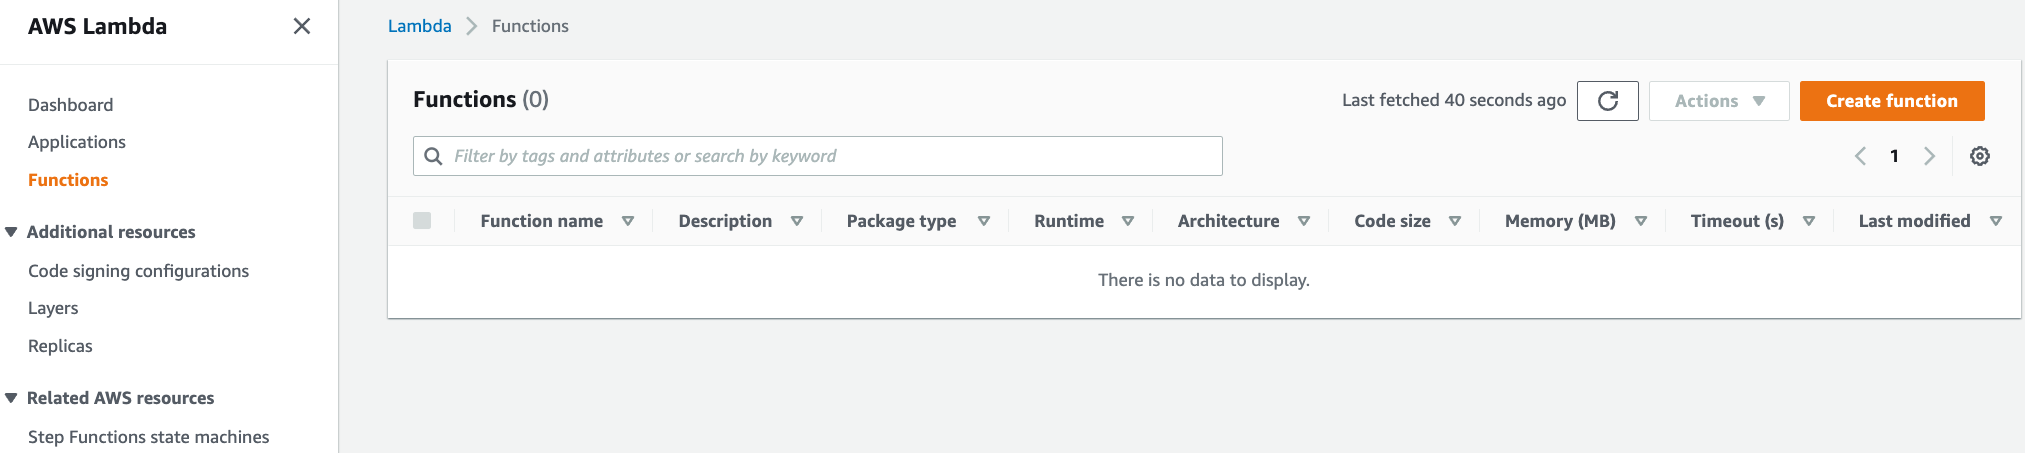 AWS Lambda
Dashboard
Applications
Functions
Additional resources
Code signing configurations
Layers
Replicas
Related AWS resources
Step Functions state machines
Lambda Functions
Functions (0)
Last fetched 40 seconds ago Actions Create function
Filter by tags and attributes or search by keyword
1
Function name Description Package type Runtime Architecture Code size Memory (MB) Timeout (s) Last modified
There is no data to display.